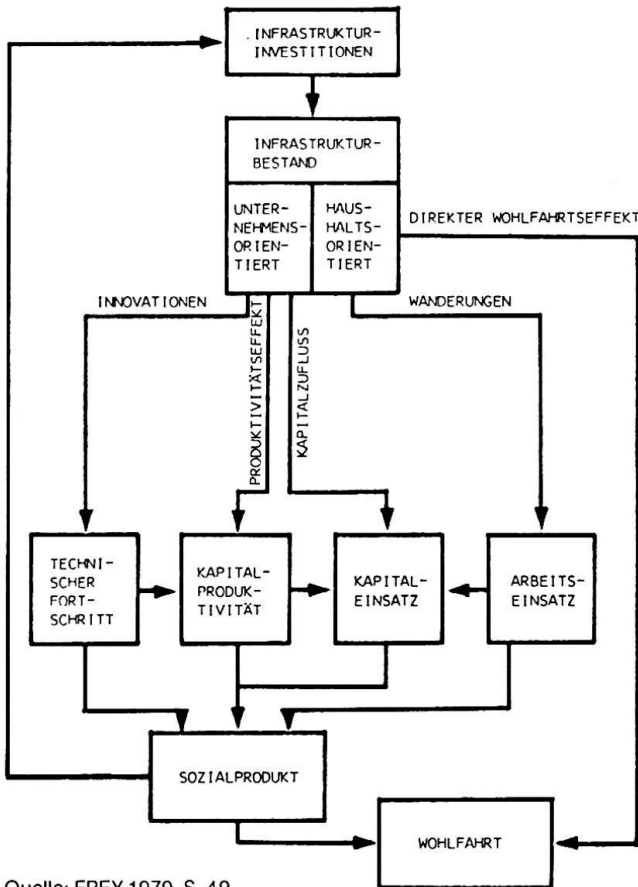 INFRASTRUKTUR-
INVESTITIONEN
INFRASTRUKTUR-
BESTAND
UNTER-
NEHMENS-
ORIEN-
TIERT
HAUS-
HALTS-
ORIEN-
TIERT
DIREKTER WOHLFAHRTSEFFEKT
INNOVATIONEN
PRODUKTIVITÄTSEFFEKT
KAPITALZUFLUSS
WANDERUNGEN
TECHNI-
SCHER
FORT-
SCHRITT
KAPITAL-
PRODUK-
TIVITÄT
KAPITAL-
EINSATZ
ARBEITS-
EINSATZ
SOZIALPRODUKT
WOHLFAHRT
Quelle: FREY 1979, S. 49